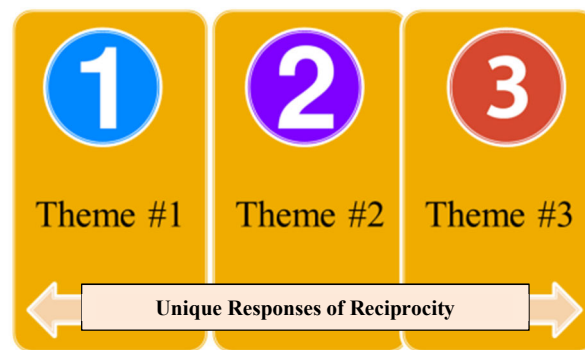 1
2
3
Theme #1
Theme #2
Theme #3
Unique Responses of Reciprocity